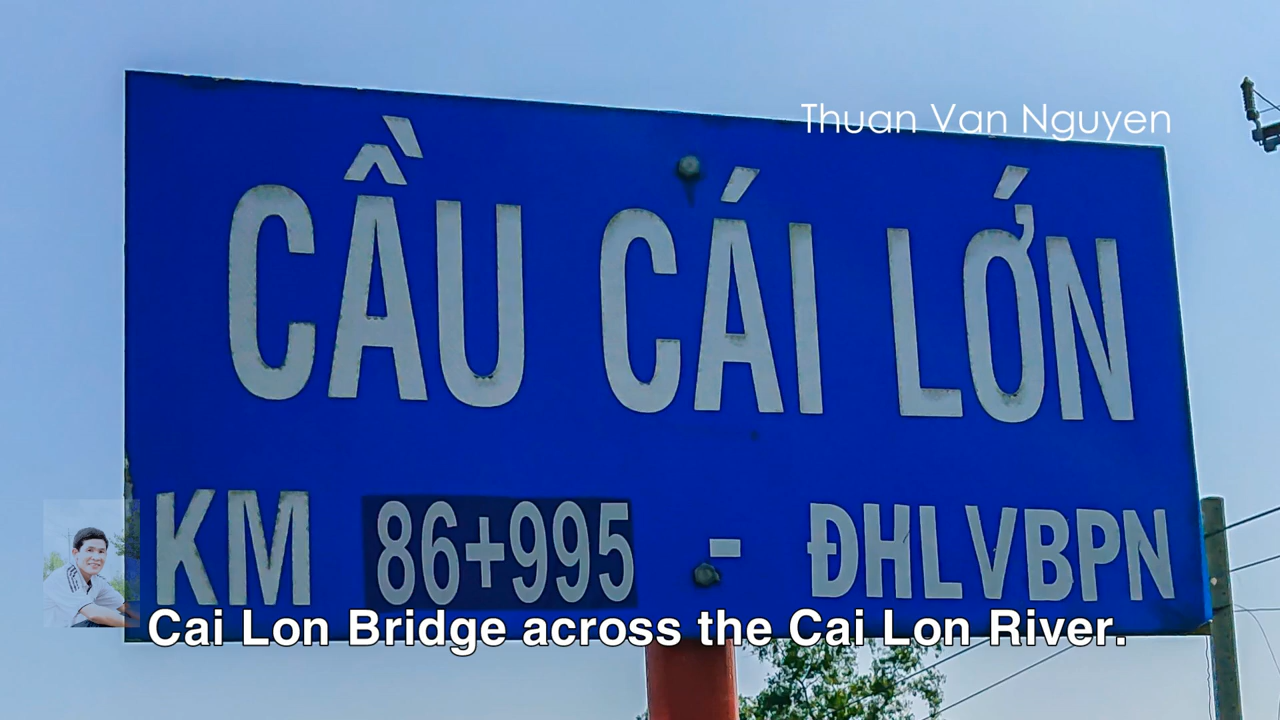 Thuan Van Nguyen
CẦU CÁI LỚN
KM 86+995 - ĐHLVBPN
Cai Lon Bridge across the Cai Lon River.